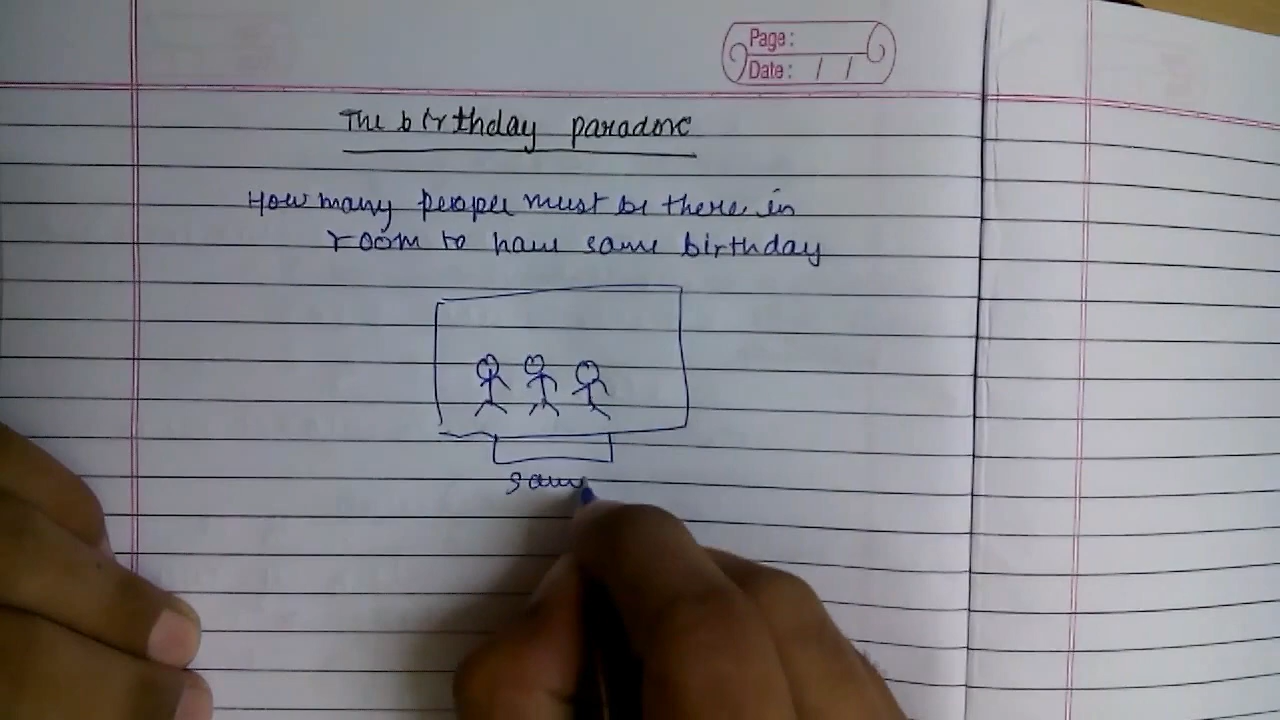 Page:
Date: / /
The birthday paradox
How many people must be there in
room to have same birthday
same